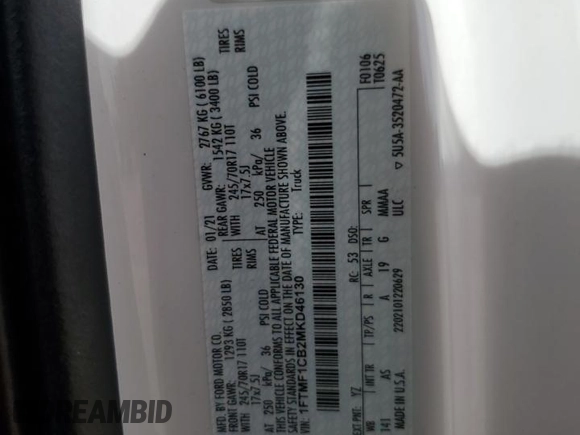 MFD. BY FORD MOTOR CO.
DATE: 01/21 GVWR: 2767 KG ( 6100 LB)
FRONT GAWR: 1293 KG ( 2850 LB)
REAR GAWR: 1542 KG ( 3400 LB)
WITH 245/70R17 110T TIRES
17x7.5J RIMS
AT 250 kPa/ 36 PSI COLD
WITH 245/70R17 110T TIRES
17x7.5J RIMS
AT 250 kPa/ 36 PSI COLD
THIS VEHICLE CONFORMS TO ALL APPLICABLE FEDERAL MOTOR VEHICLE
SAFETY STANDARDS IN EFFECT ON THE DATE OF MANUFACTURE SHOWN ABOVE.
1FTMF1CB2MKD46130
TYPE: Truck
F0106
T0625
EXT PNT: YZ RC: 53 DSO:
WB INT TR TP/PS R AXLE TR SPR
141 AS A 19 G MMAA
MADE IN U.S.A. 2202101220629 ULC
5U5A-3520472-AA
DREAMBID